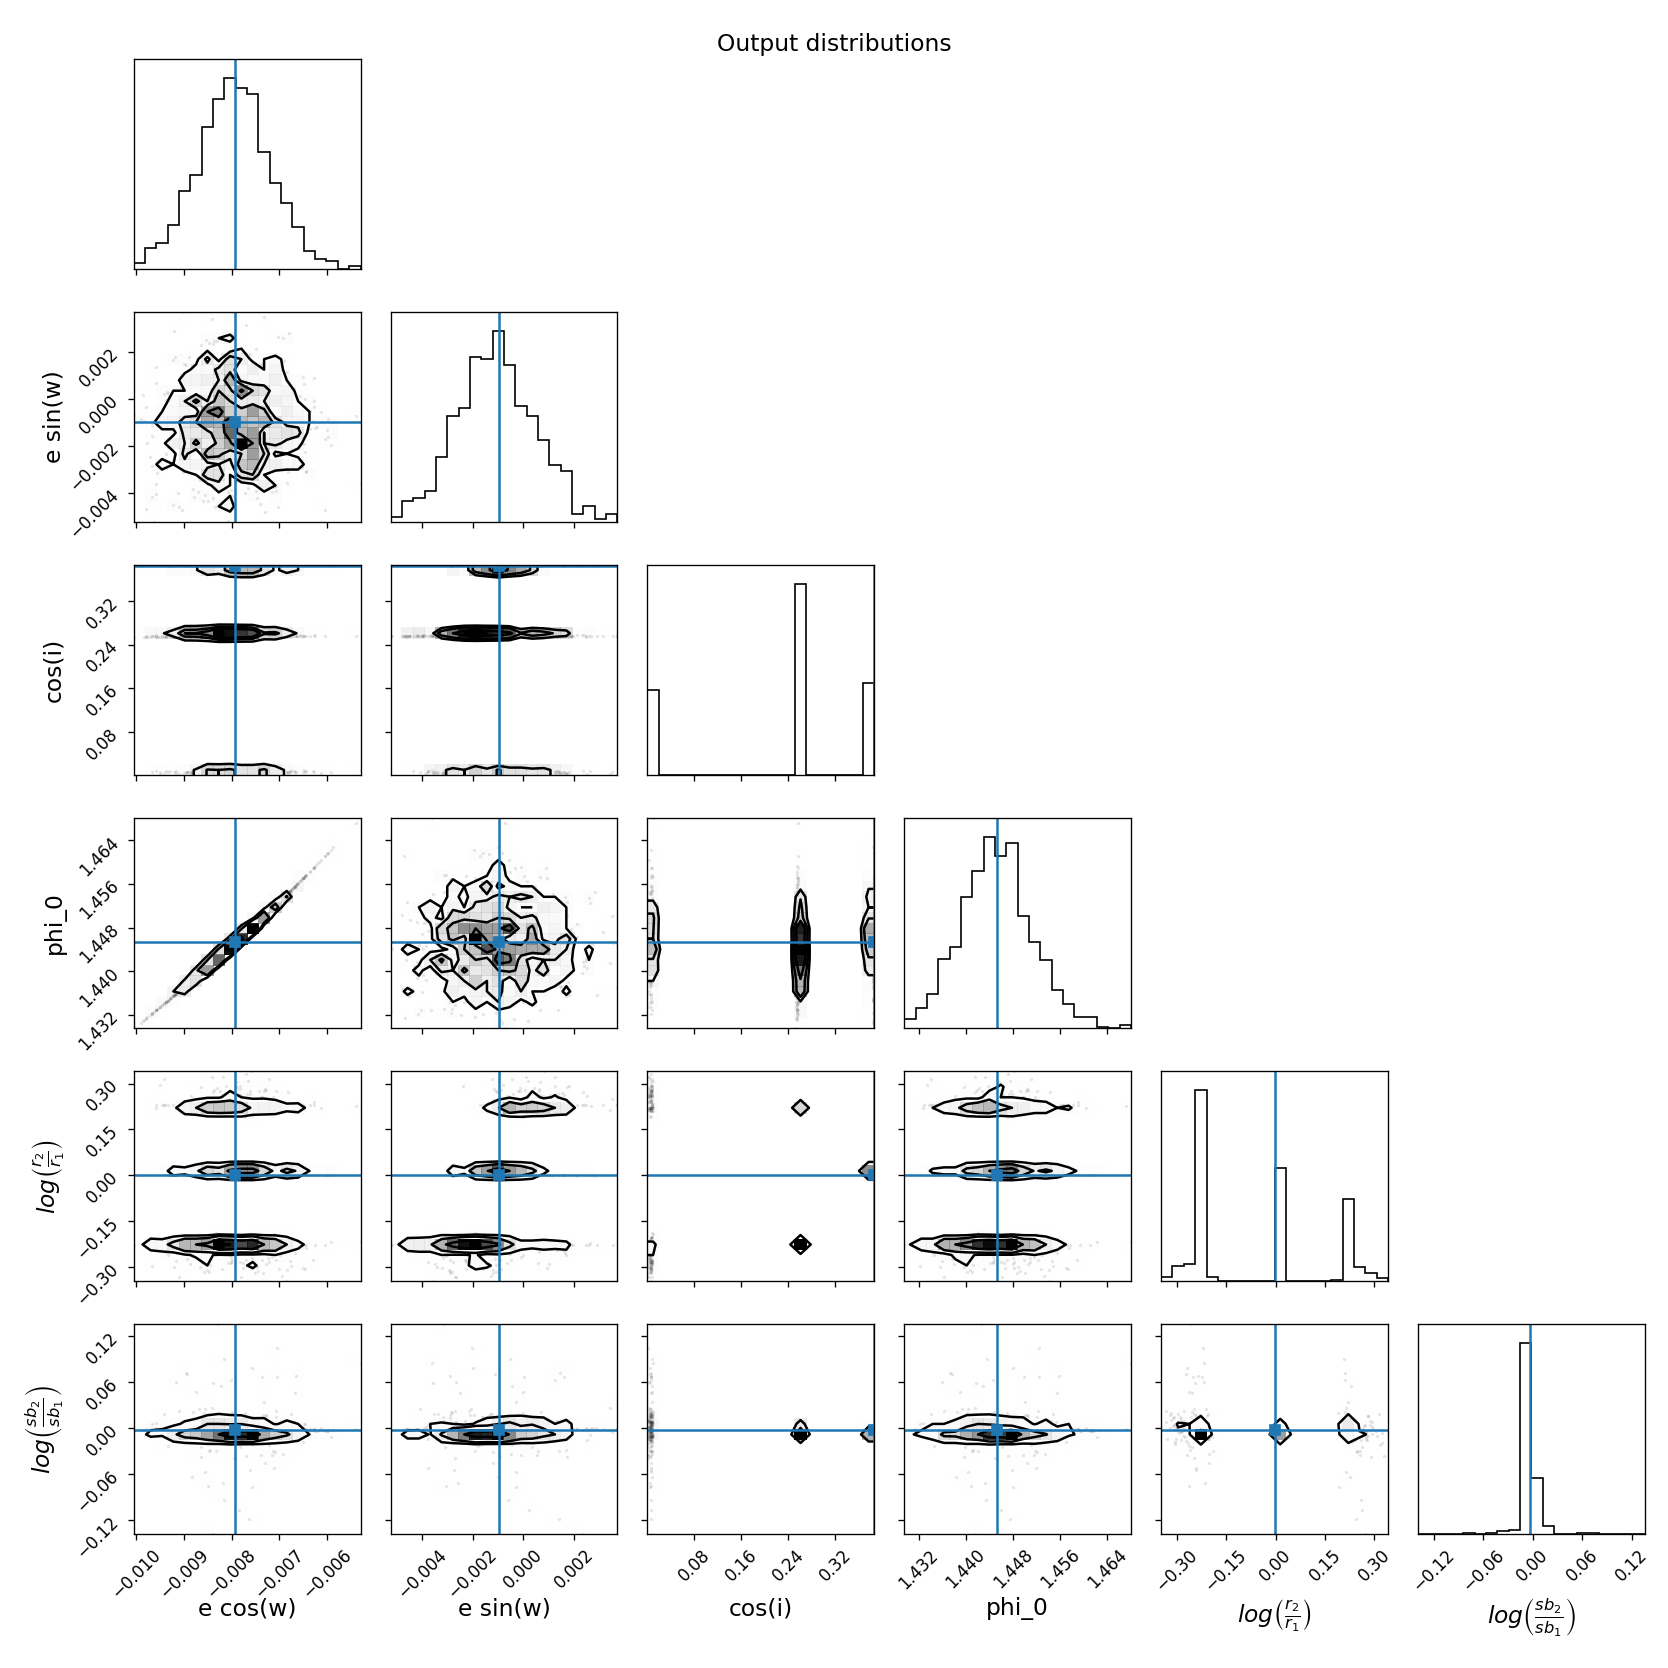 Output distributions
e sin(w)
0.002
0.000
−0.002
−0.004
cos(i)
0.32
0.24
0.16
0.08
phi_0
1.464
1.456
1.448
1.440
1.432
log(r₂/r₁)
0.30
0.15
0.00
−0.15
−0.30
log(sb₂/sb₁)
0.12
0.06
0.00
−0.06
−0.12
−0.010 −0.009 −0.008 −0.007 −0.006
e cos(w)
−0.004 −0.002 0.000 0.002
e sin(w)
0.08 0.16 0.24 0.32
cos(i)
1.432 1.440 1.448 1.456 1.464
phi_0
−0.30 −0.15 0.00 0.15 0.30
log(r₂/r₁)
−0.12 −0.06 0.00 0.06 0.12
log(sb₂/sb₁)